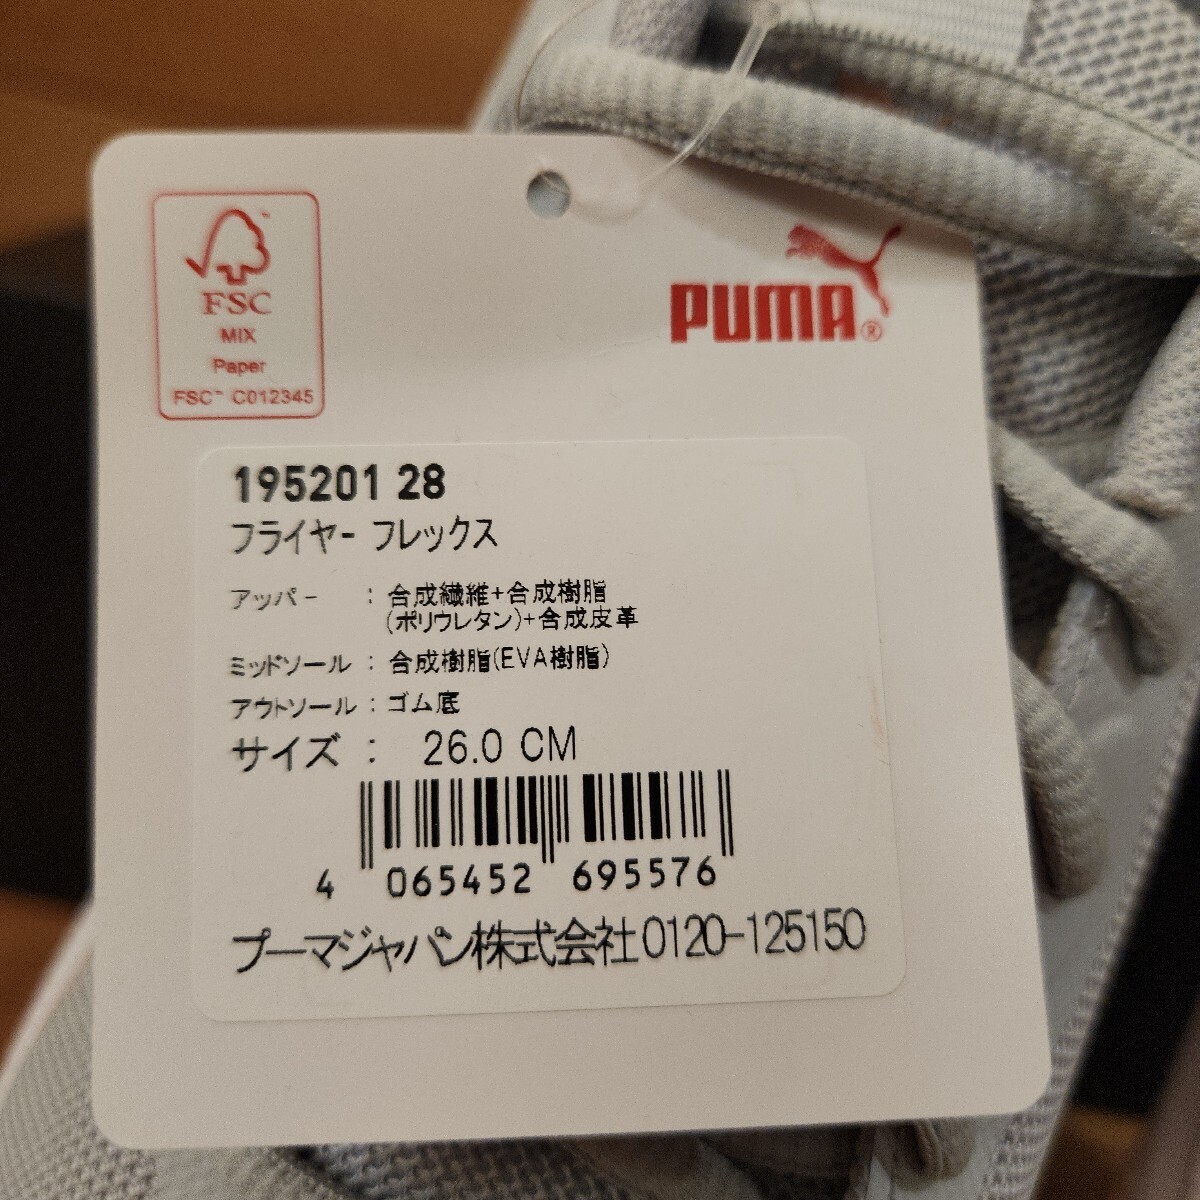 FSC
MIX
Paper
FSC™ C012345
PUMA®
195201 28
フライヤー フレックス
アッパー : 合成繊維+合成樹脂
(ポリウレタン)+合成皮革
ミッドソール : 合成樹脂(EVA樹脂)
アウトソール : ゴム底
サイズ : 26.0 CM
4 065452 695576
プーマジャパン株式会社0120-125150